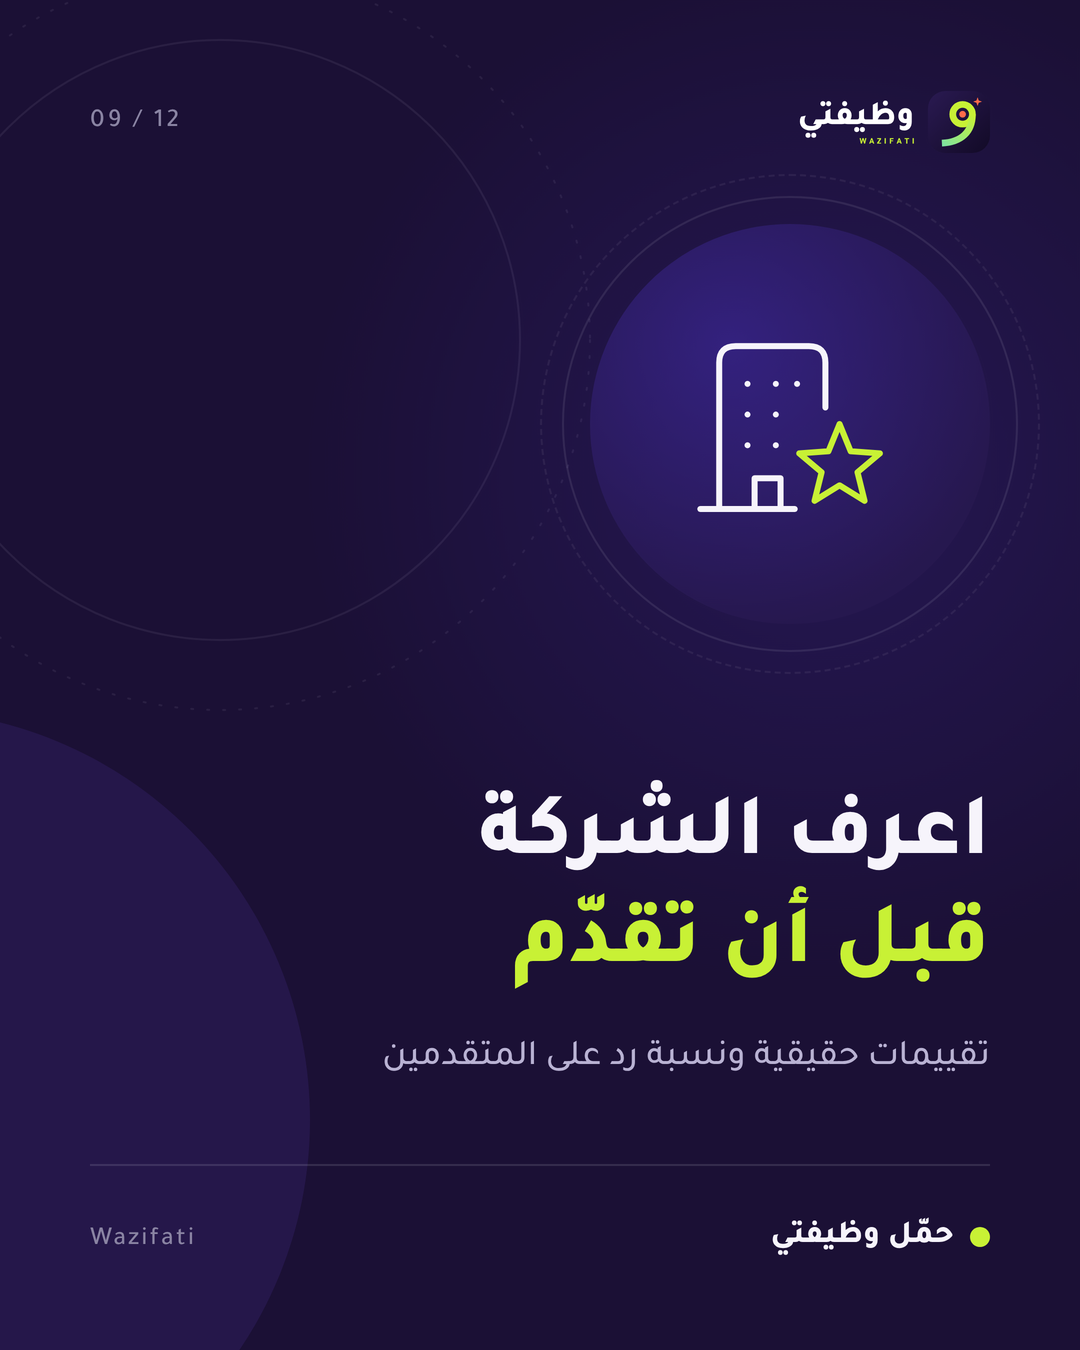 09 / 12
وظيفتي
WAZIFATI
اعرف الشركة
قبل أن تقدّم
تقييمات حقيقية ونسبة رد على المتقدمين
حمّل وظيفتي
Wazifati